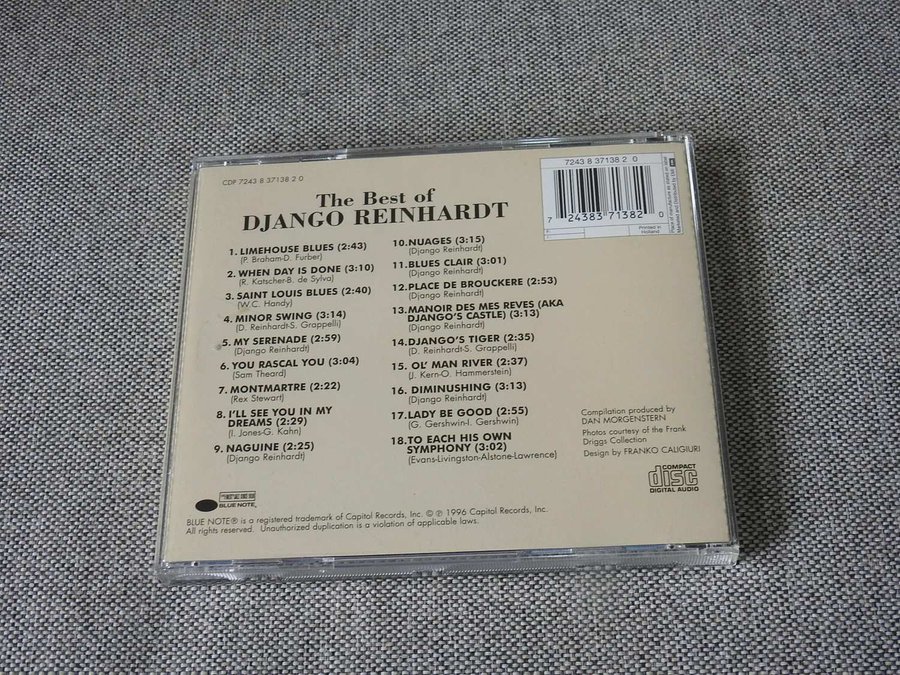 CDP 7243 8 37138 2 0
7243 8 37138 2 0
7 24383 71382 0
Printed in
Holland
The Best of
DJANGO REINHARDT
1. LIMEHOUSE BLUES (2:43)
(P. Braham-D. Furber)
2. WHEN DAY IS DONE (3:10)
(R. Katscher-B. de Sylva)
3. SAINT LOUIS BLUES (2:40)
(W.C. Handy)
4. MINOR SWING (3:14)
(D. Reinhardt-S. Grappelli)
5. MY SERENADE (2:59)
(Django Reinhardt)
6. YOU RASCAL YOU (3:04)
(Sam Theard)
7. MONTMARTRE (2:22)
(Rex Stewart)
8. I'LL SEE YOU IN MY
DREAMS (2:29)
(I. Jones-G. Kahn)
9. NAGUINE (2:25)
(Django Reinhardt)
10. NUAGES (3:15)
(Django Reinhardt)
11. BLUES CLAIR (3:01)
(Django Reinhardt)
12. PLACE DE BROUCKERE (2:53)
(Django Reinhardt)
13. MANOIR DES MES REVES (AKA
DJANGO'S CASTLE) (3:13)
(Django Reinhardt)
14. DJANGO'S TIGER (2:35)
(D. Reinhardt-S. Grappelli)
15. OL' MAN RIVER (2:37)
(J. Kern-O. Hammerstein)
16. DIMINUSHING (3:13)
(Django Reinhardt)
17. LADY BE GOOD (2:55)
(G. Gershwin-I. Gershwin)
18. TO EACH HIS OWN
SYMPHONY (3:02)
(Evans-Livingston-Alstone-Lawrence)
Compilation produced by
DAN MORGENSTERN
Photos courtesy of the Frank
Driggs Collection
Design by FRANKO CALIGIURI
COMPACT
disc
DIGITAL AUDIO
BLUE NOTE
BLUE NOTE® is a registered trademark of Capitol Records, Inc. © ℗ 1996 Capitol Records, Inc.
All rights reserved. Unauthorized duplication is a violation of applicable laws.